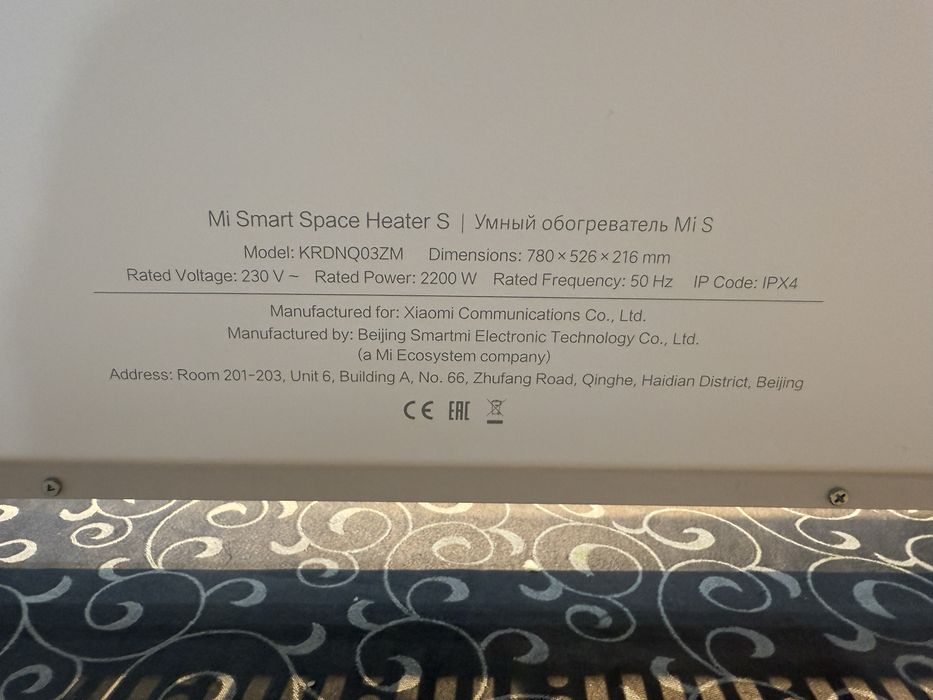 Mi Smart Space Heater S | Умный обогреватель Mi S
Model: KRDNQ03ZM Dimensions: 780 × 526 × 216 mm
Rated Voltage: 230 V ~ Rated Power: 2200 W Rated Frequency: 50 Hz IP Code: IPX4
Manufactured for: Xiaomi Communications Co., Ltd.
Manufactured by: Beijing Smartmi Electronic Technology Co., Ltd.
(a Mi Ecosystem company)
Address: Room 201-203, Unit 6, Building A, No. 66, Zhufang Road, Qinghe, Haidian District, Beijing
CE EAC